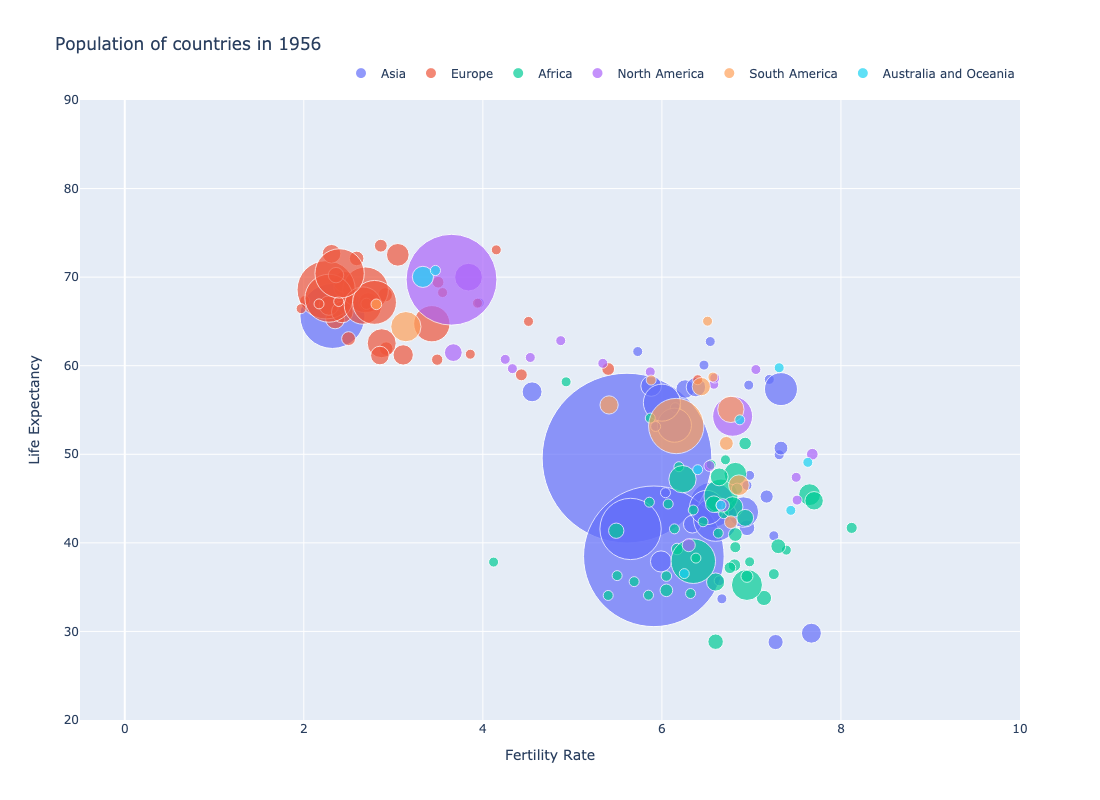 Population of countries in 1956
Asia Europe Africa North America South America Australia and Oceania
90
80
70
60
50
40
30
20
Life Expectancy
0 2 4 6 8 10
Fertility Rate